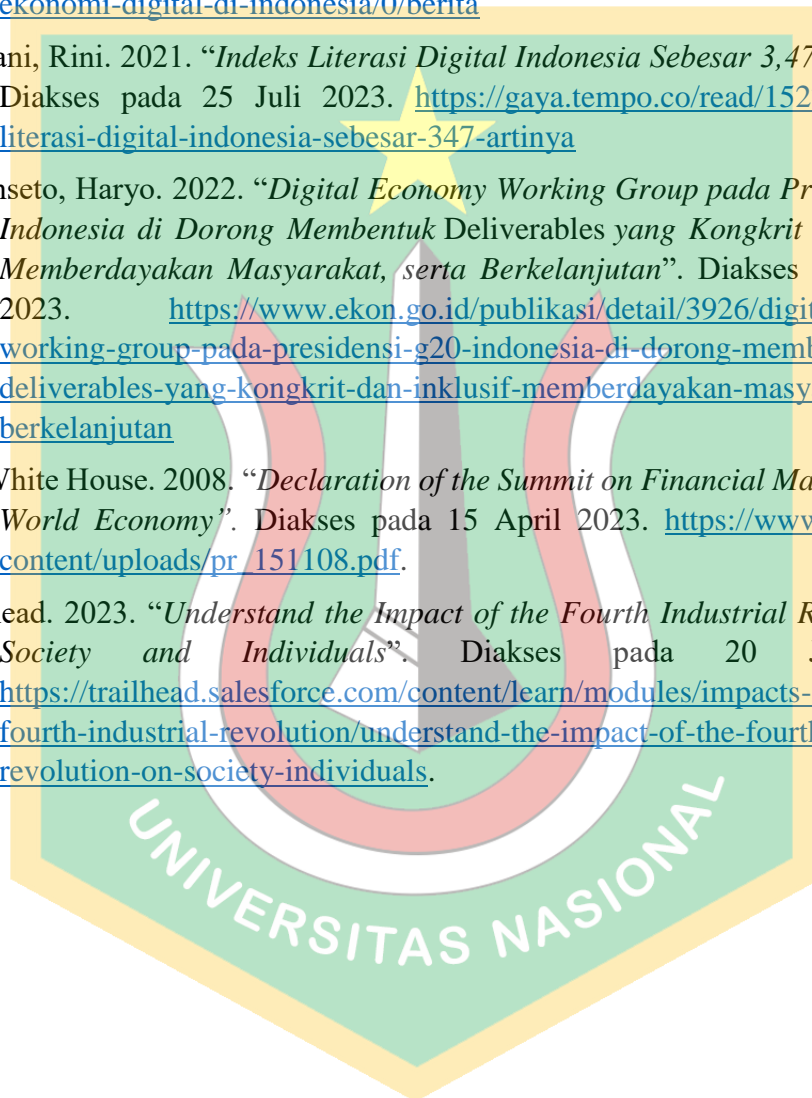 ekonomi-digital-di-indonesia/0/berita
ani, Rini. 2021. “Indeks Literasi Digital Indonesia Sebesar 3,47
Diakses pada 25 Juli 2023. https://gaya.tempo.co/read/152
literasi-digital-indonesia-sebesar-347-artinya
nseto, Haryo. 2022. “Digital Economy Working Group pada Pr
Indonesia di Dorong Membentuk Deliverables yang Kongkrit
Memberdayakan Masyarakat, serta Berkelanjutan”. Diakses
2023. https://www.ekon.go.id/publikasi/detail/3926/digit
working-group-pada-presidensi-g20-indonesia-di-dorong-memb
deliverables-yang-kongkrit-dan-inklusif-memberdayakan-masy
berkelanjutan
White House. 2008. “Declaration of the Summit on Financial Ma
World Economy”. Diakses pada 15 April 2023. https://www
content/uploads/pr_151108.pdf.
ead. 2023. “Understand the Impact of the Fourth Industrial R
Society and Individuals”. Diakses pada 20
https://trailhead.salesforce.com/content/learn/modules/impacts-
fourth-industrial-revolution/understand-the-impact-of-the-fourth
revolution-on-society-individuals.
UNIVERSITAS NASIONAL